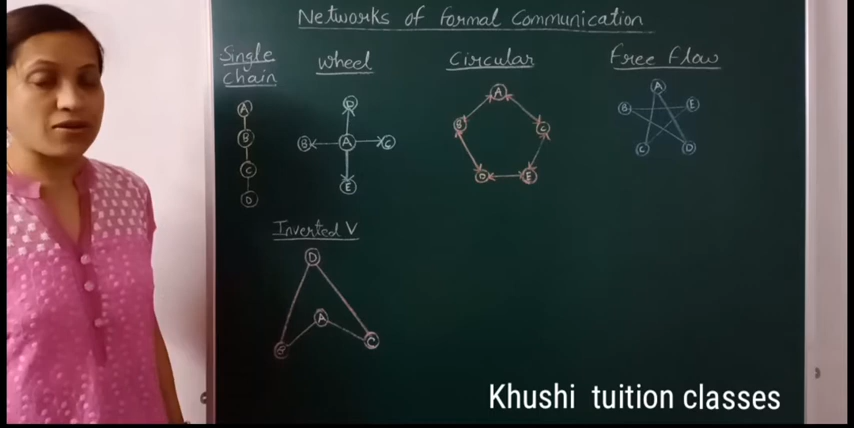 Networks of Formal Communication
Single
Chain
Wheel
Circular
Free Flow
A
B
C
D
D
B
A
C
E
A
B
C
D
E
A
B
E
C
D
Inverted V
D
A
B
C
Khushi tuition classes